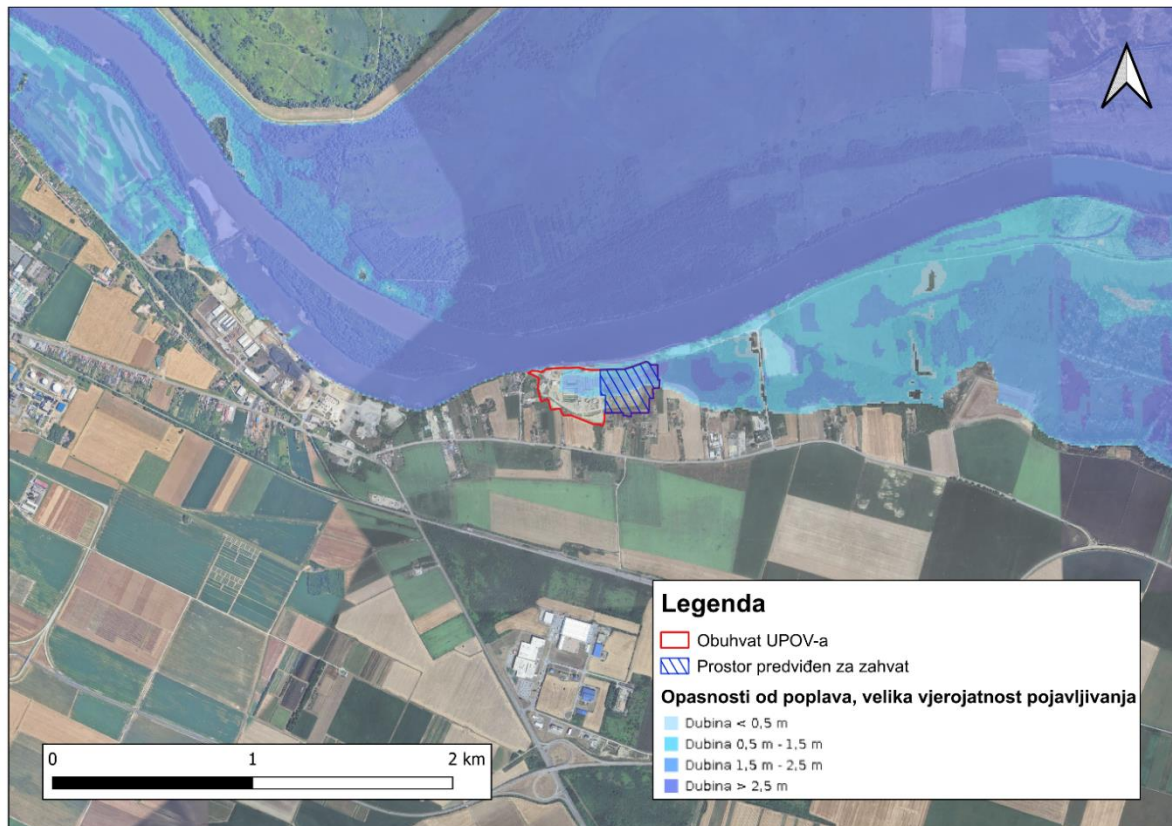 Legenda
Obuhvat UPOV-a
Prostor predviđen za zahvat
Opasnosti od poplava, velika vjerojatnost pojavljivanja
Dubina < 0,5 m
Dubina 0,5 m - 1,5 m
Dubina 1,5 m - 2,5 m
Dubina > 2,5 m
0 1 2 km